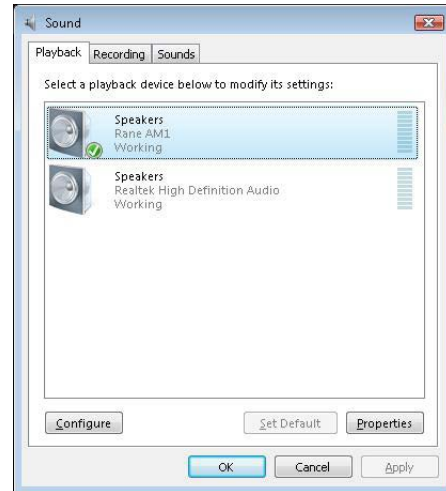 Sound
Playback Recording Sounds
Select a playback device below to modify its settings:
Speakers
Rane AM1
Working
Speakers
Realtek High Definition Audio
Working
Configure Set Default Properties
OK Cancel Apply